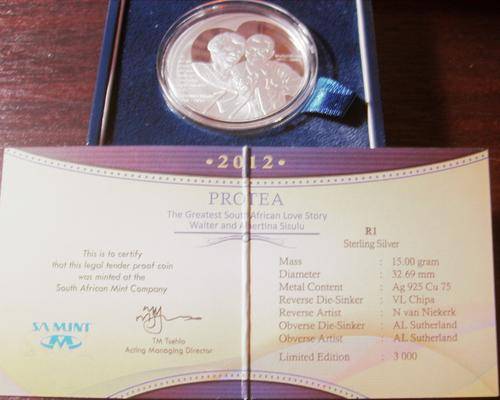 •2012•
PROTEA
The Greatest South African Love Story
Walter and Albertina Sisulu
This is to certify
that this legal tender proof coin
was minted at the
South African Mint Company
SA MINT
TM Tsehlo
Acting Managing Director
R1
Sterling Silver
Mass : 15.00 gram
Diameter : 32.69 mm
Metal Content : Ag 925 Cu 75
Reverse Die-Sinker : VL Chipa
Reverse Artist : N van Niekerk
Obverse Die-Sinker : AL Sutherland
Obverse Artist : AL Sutherland
Limited Edition : 3 000